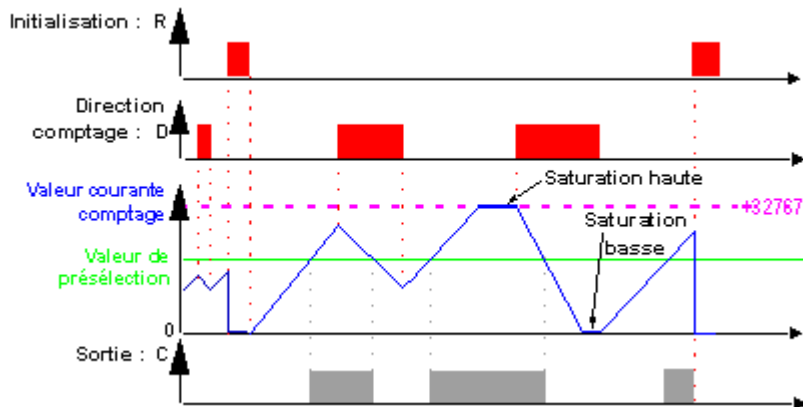 Initialisation : R
Direction
comptage : D
Valeur courante
comptage
Saturation haute
+32767
Saturation
basse
Valeur de
présélection
0
Sortie : C